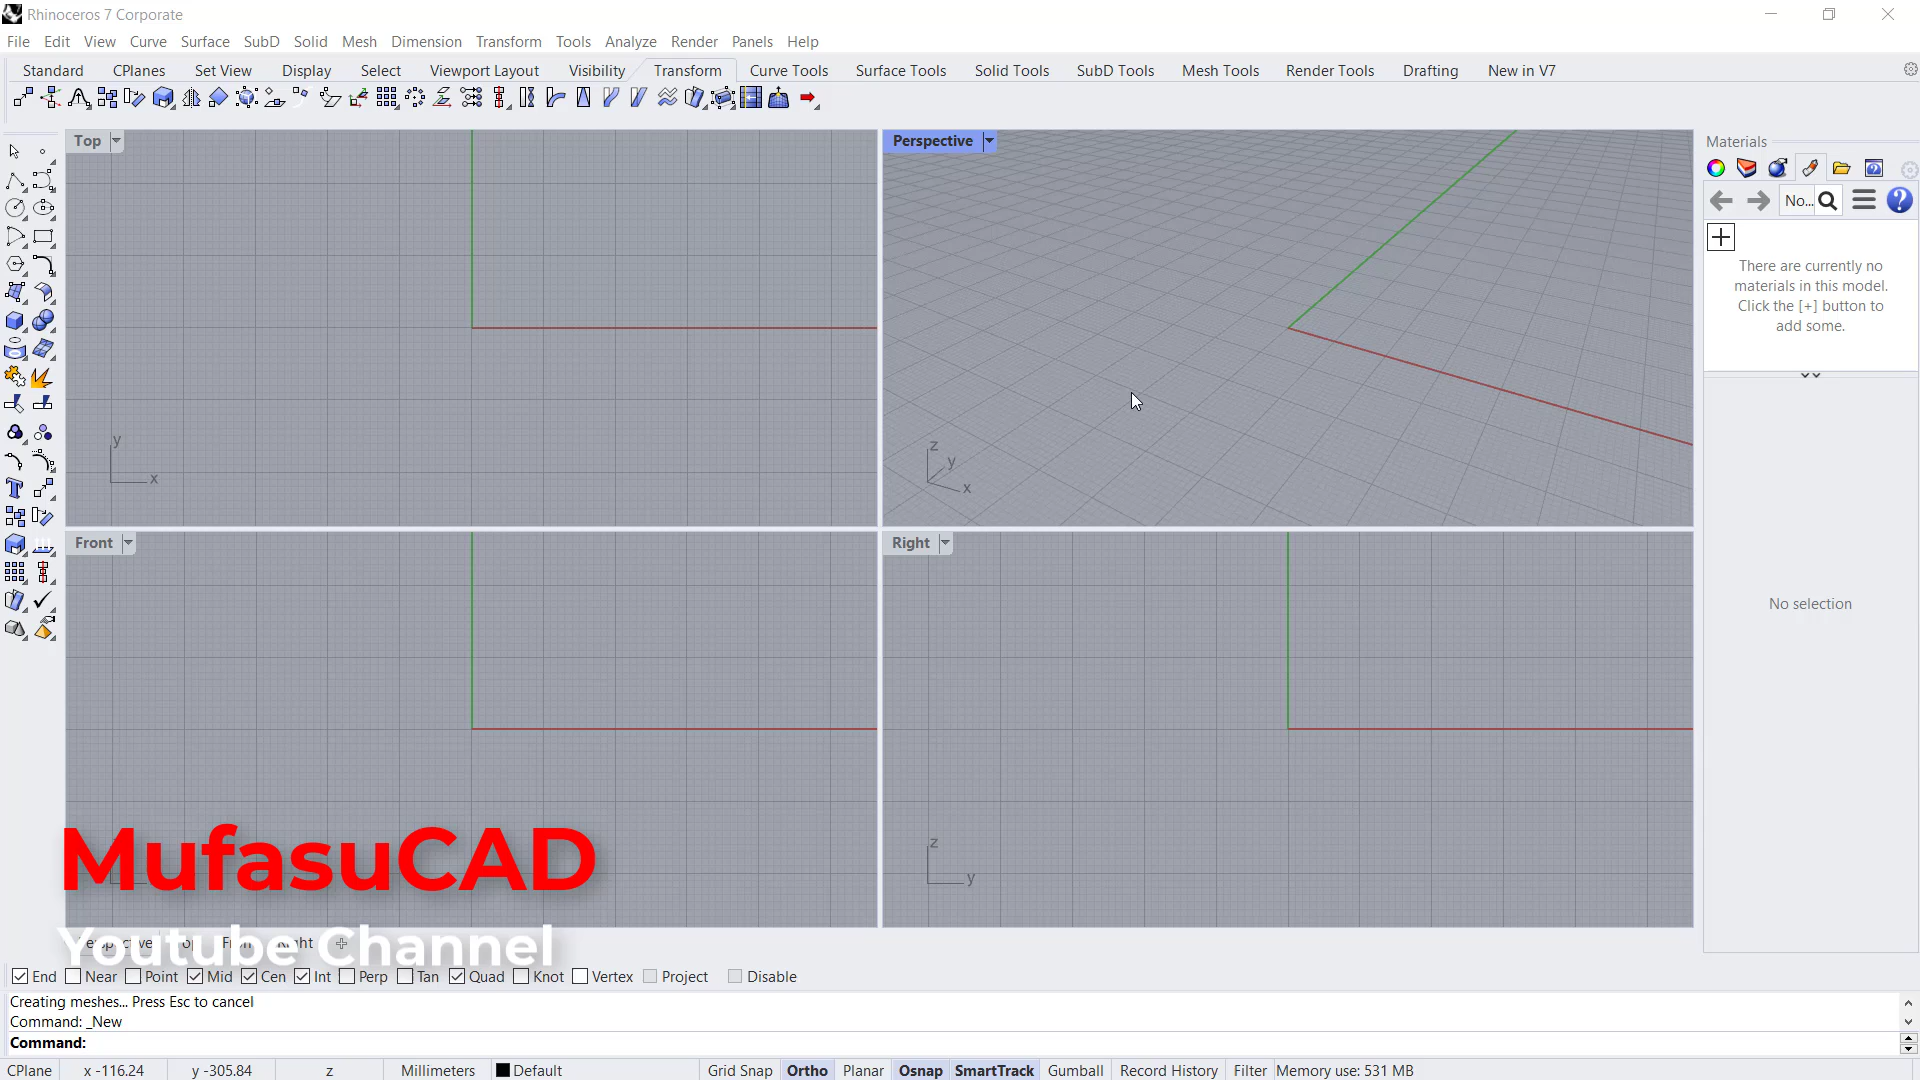 Rhinoceros 7 Corporate
File Edit View Curve Surface SubD Solid Mesh Dimension Transform Tools Analyze Render Panels Help
Standard CPlanes Set View Display Select Viewport Layout Visibility Transform Curve Tools Surface Tools Solid Tools SubD Tools Mesh Tools Render Tools Drafting New in V7
Top
Perspective
Materials
No...
There are currently no
materials in this model.
Click the [+] button to
add some.
y
x
z
y
x
Front
Right
No selection
z
y
MufasuCAD
Youtube Channel
End Near Point Mid Cen Int Perp Tan Quad Knot Vertex Project Disable
Creating meshes... Press Esc to cancel
Command: _New
Command:
CPlane x -116.24 y -305.84 z Millimeters Default Grid Snap Ortho Planar Osnap SmartTrack Gumball Record History Filter Memory use: 531 MB